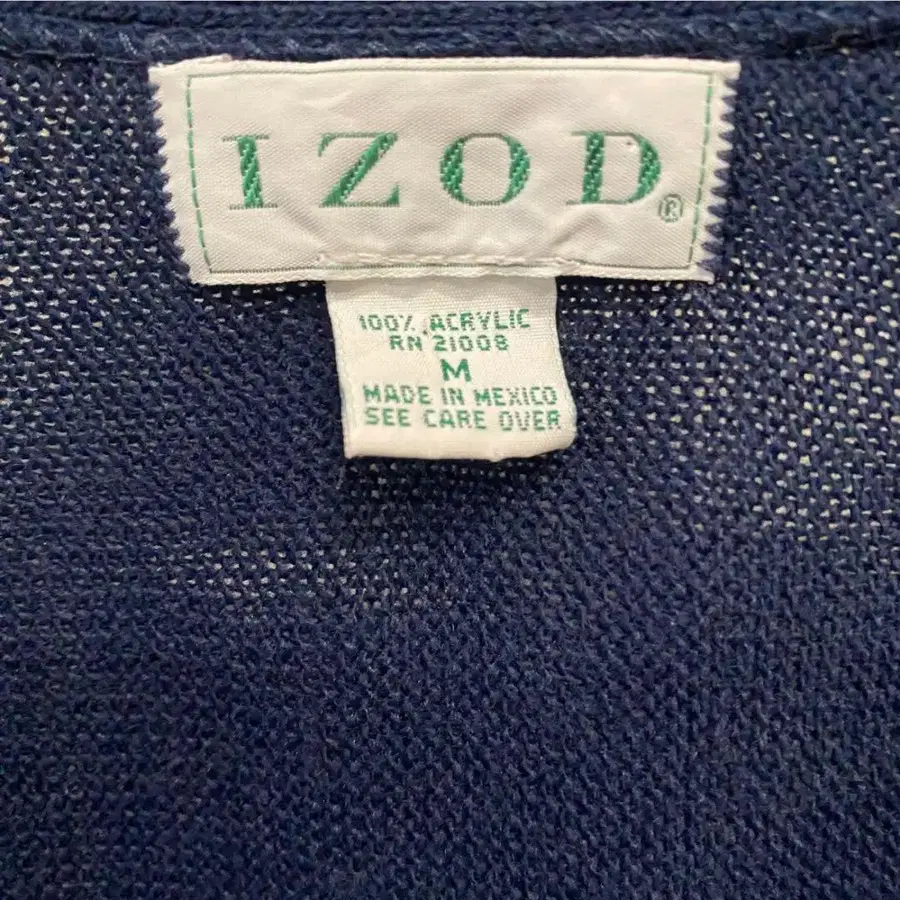 IZOD®
100% ACRYLIC
RN 21008
M
MADE IN MEXICO
SEE CARE OVER